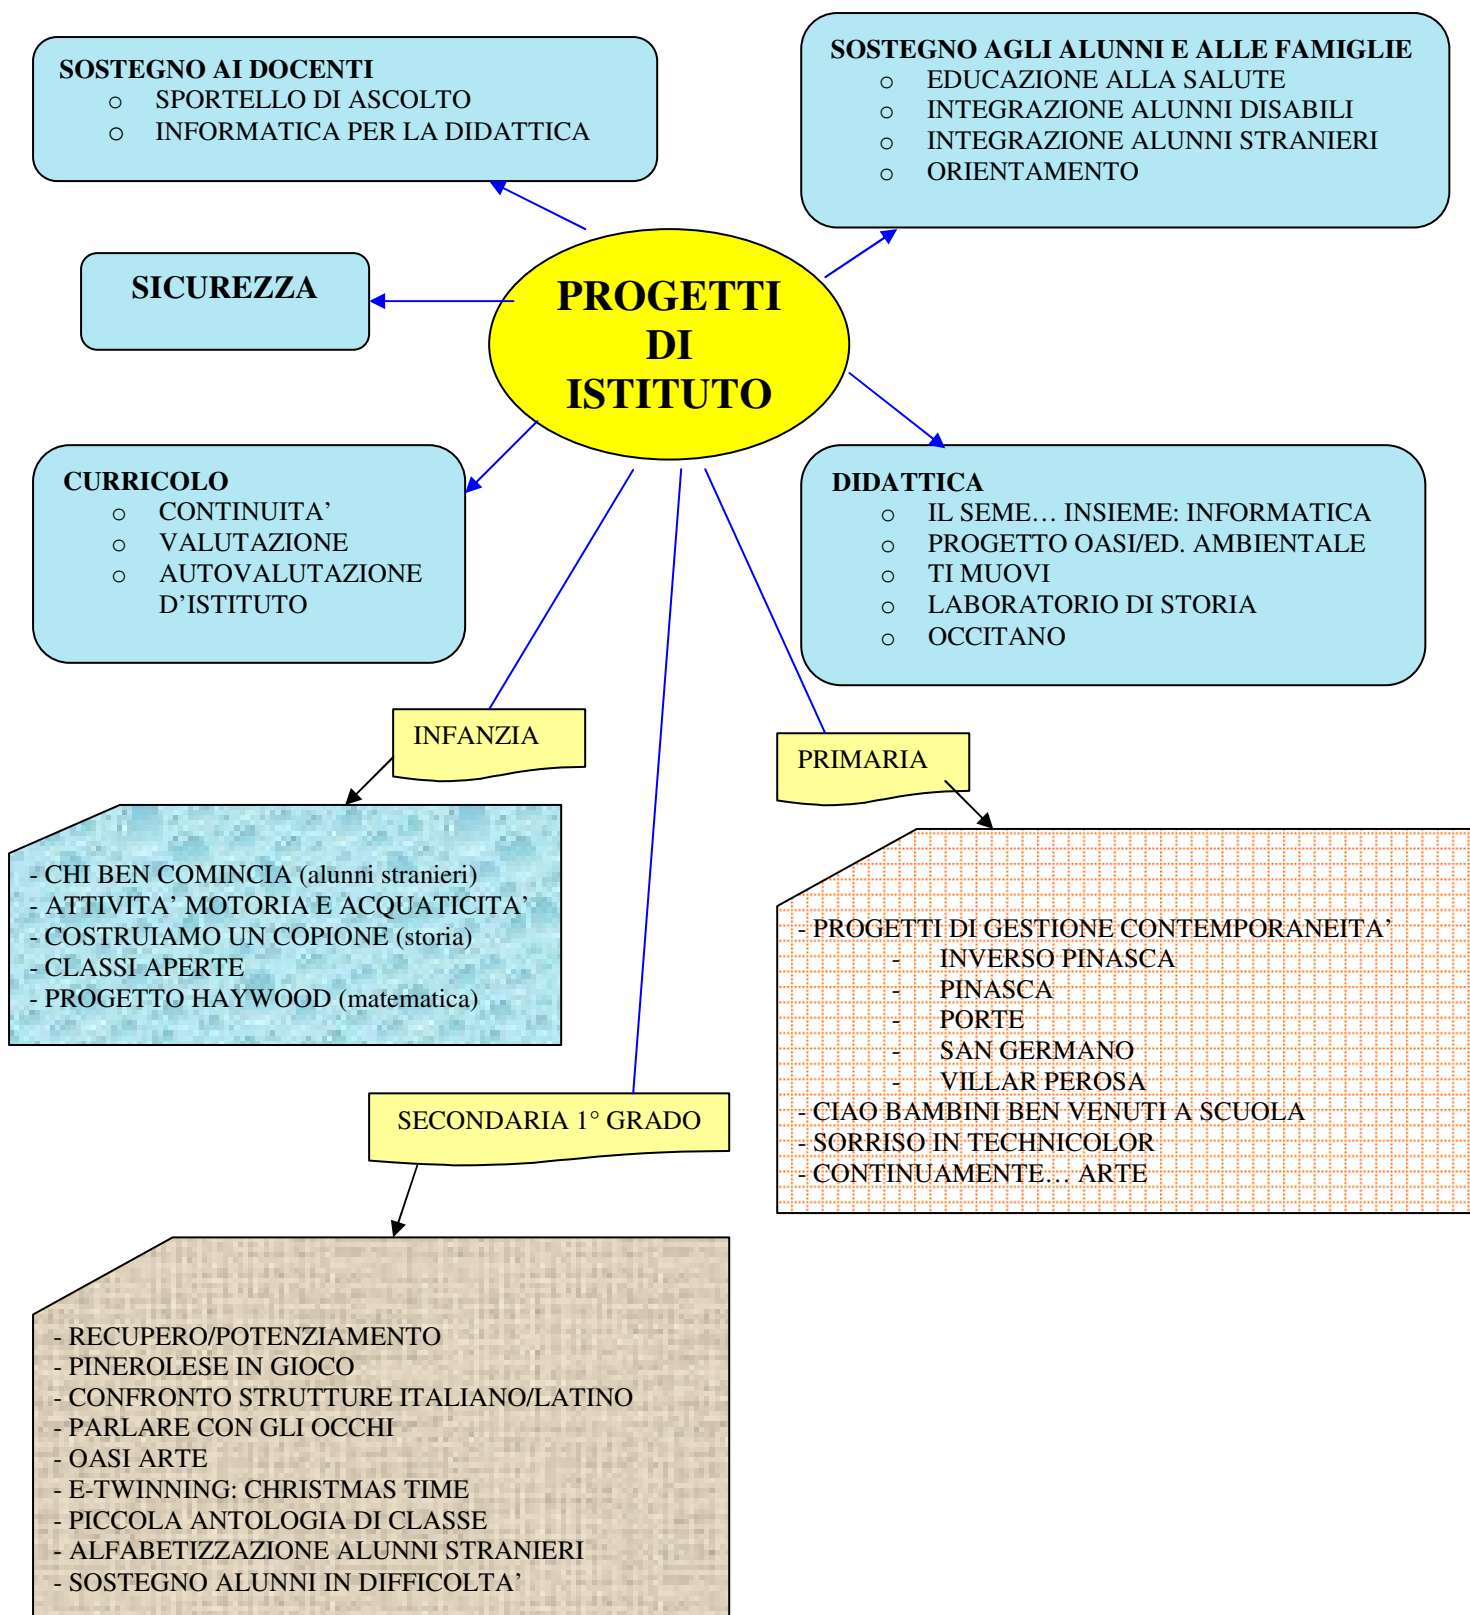 SOSTEGNO AI DOCENTI
o SPORTELLO DI ASCOLTO
o INFORMATICA PER LA DIDATTICA
SOSTEGNO AGLI ALUNNI E ALLE FAMIGLIE
o EDUCAZIONE ALLA SALUTE
o INTEGRAZIONE ALUNNI DISABILI
o INTEGRAZIONE ALUNNI STRANIERI
o ORIENTAMENTO
SICUREZZA
PROGETTI
DI
ISTITUTO
CURRICOLO
o CONTINUITA’
o VALUTAZIONE
o AUTOVALUTAZIONE
D’ISTITUTO
DIDATTICA
o IL SEME… INSIEME: INFORMATICA
o PROGETTO OASI/ED. AMBIENTALE
o TI MUOVI
o LABORATORIO DI STORIA
o OCCITANO
INFANZIA
- CHI BEN COMINCIA (alunni stranieri)
- ATTIVITA’ MOTORIA E ACQUATICITA’
- COSTRUIAMO UN COPIONE (storia)
- CLASSI APERTE
- PROGETTO HAYWOOD (matematica)
PRIMARIA
- PROGETTI DI GESTIONE CONTEMPORANEITA’
- INVERSO PINASCA
- PINASCA
- PORTE
- SAN GERMANO
- VILLAR PEROSA
- CIAO BAMBINI BEN VENUTI A SCUOLA
- SORRISO IN TECHNICOLOR
- CONTINUAMENTE… ARTE
SECONDARIA 1° GRADO
- RECUPERO/POTENZIAMENTO
- PINEROLESE IN GIOCO
- CONFRONTO STRUTTURE ITALIANO/LATINO
- PARLARE CON GLI OCCHI
- OASI ARTE
- E-TWINNING: CHRISTMAS TIME
- PICCOLA ANTOLOGIA DI CLASSE
- ALFABETIZZAZIONE ALUNNI STRANIERI
- SOSTEGNO ALUNNI IN DIFFICOLTA’